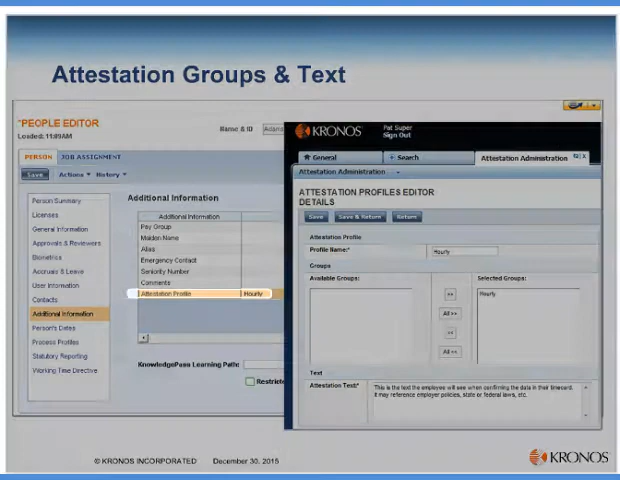 Attestation Groups & Text
*PEOPLE EDITOR
Loaded: 11:09AM
Name & ID Adams
PERSON JOB ASSIGNMENT
Save Actions History
Person Summary
Licenses
General Information
Approvals & Reviewers
Biometrics
Accruals & Leave
User Information
Contacts
Additional Information
Person's Dates
Process Profiles
Statutory Reporting
Working Time Directive
Additional Information
Additional Information
Pay Group
Maiden Name
Alias
Emergency Contact
Seniority Number
Comments
Attestation Profile Hourly
KnowledgePass Learning Path:
Restricte
KRONOS
Pat Super
Sign Out
General + Search Attestation Administration
Attestation Administration
ATTESTATION PROFILES EDITOR
DETAILS
Save Save & Return Return
Attestation Profile
Profile Name:* Hourly
Groups
Available Groups: Selected Groups:
Hourly
>>
All >>
<<
All <<
Text
Attestation Text:* This is the text the employee will see when confirming the data in their timecard.
It may reference employer policies, state or federal laws, etc.
© KRONOS INCORPORATED December 30, 2015
KRONOS